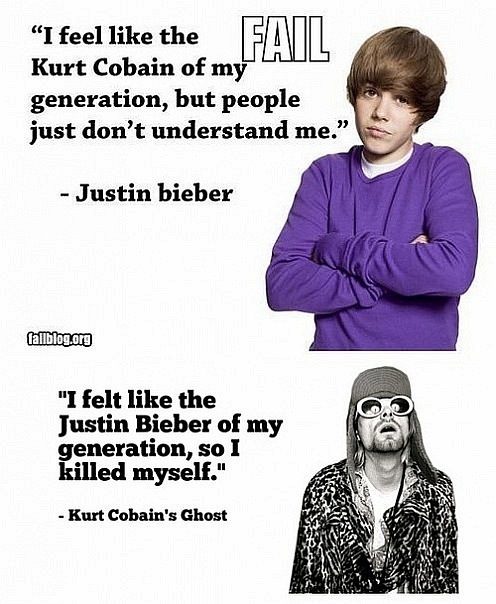 “I feel like the
FAIL
Kurt Cobain of my
generation, but people
just don’t understand me.”
- Justin bieber
failblog.org
"I felt like the
Justin Bieber of my
generation, so I
killed myself."
- Kurt Cobain's Ghost